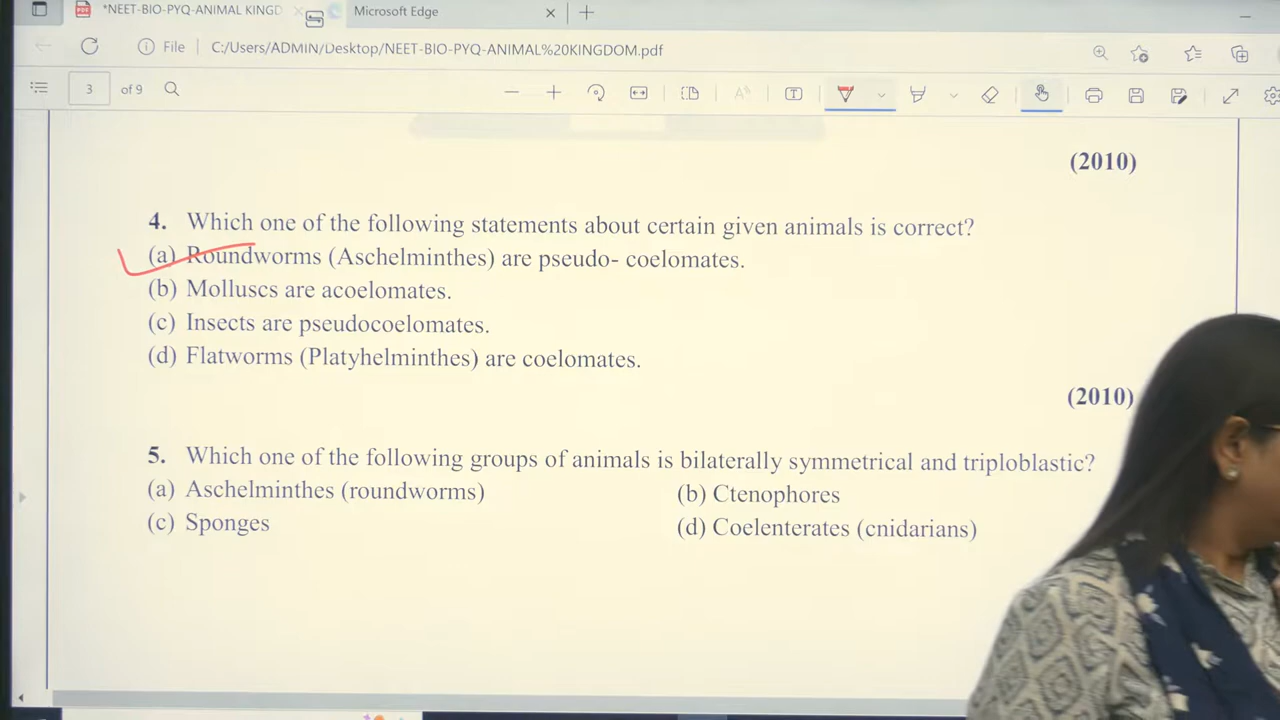 *NEET-BIO-PYQ-ANIMAL KINGD
Microsoft Edge
File
C:/Users/ADMIN/Desktop/NEET-BIO-PYQ-ANIMAL%20KINGDOM.pdf
3 of 9
(2010)
4. Which one of the following statements about certain given animals is correct?
(a) Roundworms (Aschelminthes) are pseudo- coelomates.
(b) Molluscs are acoelomates.
(c) Insects are pseudocoelomates.
(d) Flatworms (Platyhelminthes) are coelomates.
(2010)
5. Which one of the following groups of animals is bilaterally symmetrical and triploblastic?
(a) Aschelminthes (roundworms) (b) Ctenophores
(c) Sponges (d) Coelenterates (cnidarians)